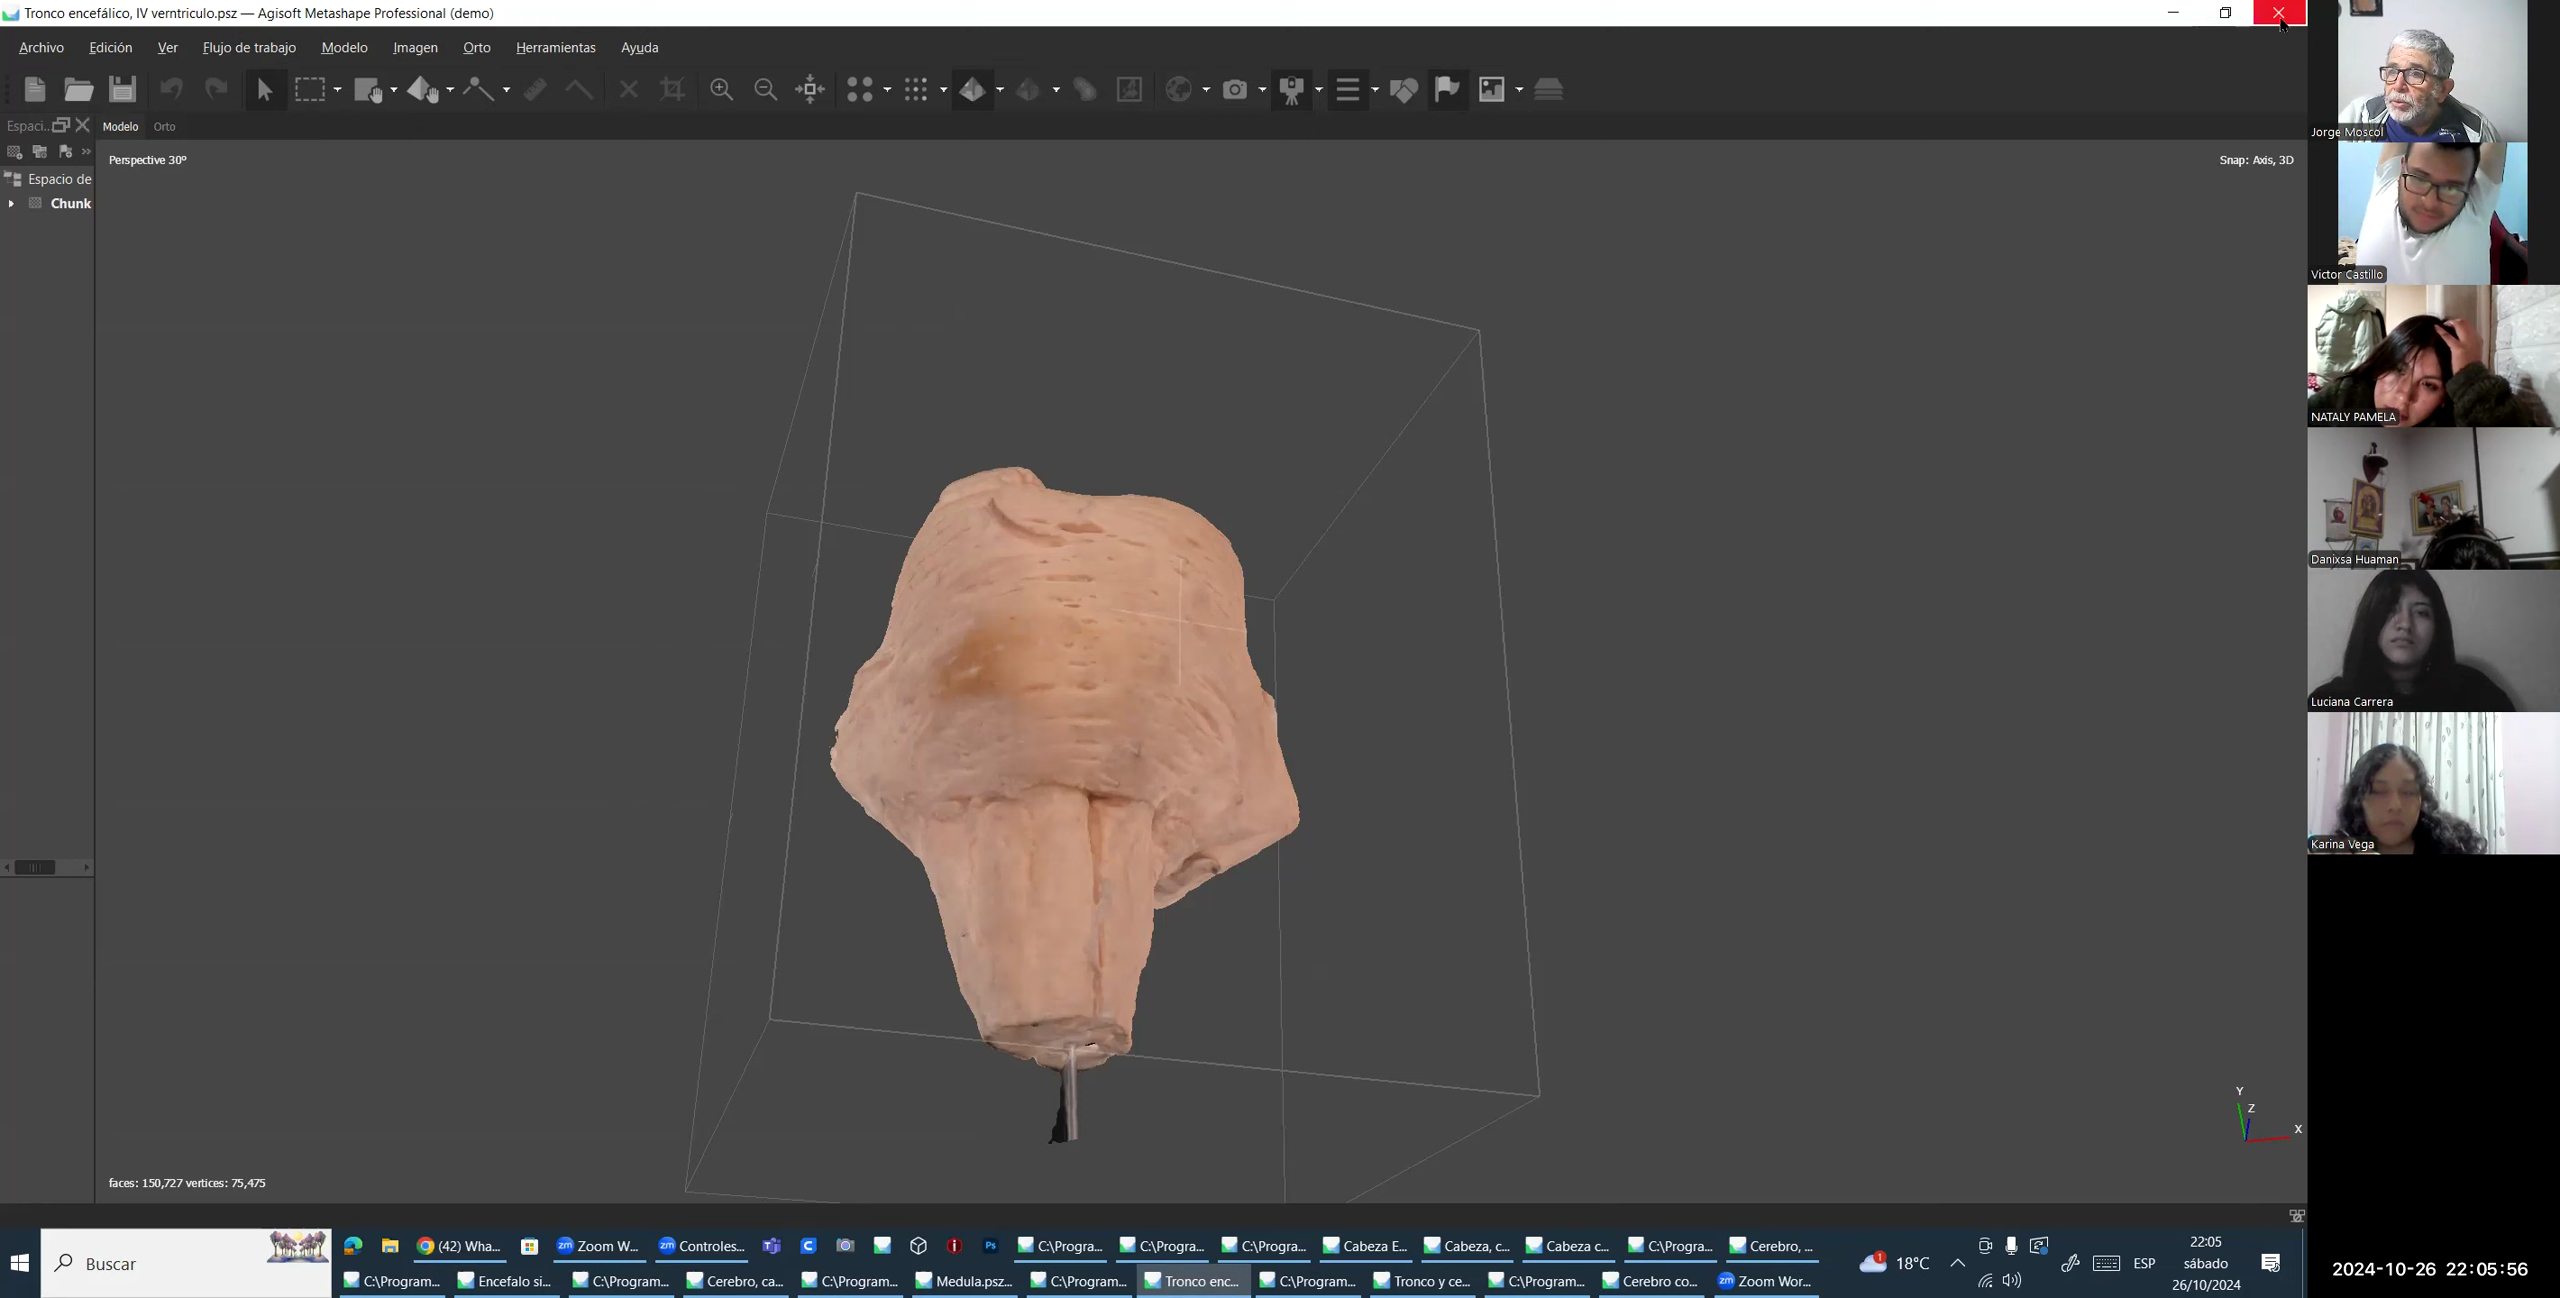 Tronco encefálico, IV verntriculo.psz — Agisoft Metashape Professional (demo)
Archivo Edición Ver Flujo de trabajo Modelo Imagen Orto Herramientas Ayuda
Espaci... Modelo Orto
Perspective 30° Snap: Axis, 3D
Espacio de
Chunk
Jorge Moscol
Victor Castillo
NATALY PAMELA
Danixsa Huaman
Luciana Carrera
Karina Vega
Y
Z
X
faces: 150,727 vertices: 75,475
(42) Wha... Zoom W... Controles... C:\Progra... C:\Progra... C:\Progra... Cabeza E... Cabeza, c... Cabeza c... C:\Progra... Cerebro, ...
Buscar
C:\Program... Encefalo si... C:\Program... Cerebro, ca... C:\Program... Medula.psz... C:\Program... Tronco enc... C:\Program... Tronco y ce... C:\Program... Cerebro co... Zoom Wor...
1 18°C ESP
22:05
sábado
26/10/2024
2024-10-26 22:05:56